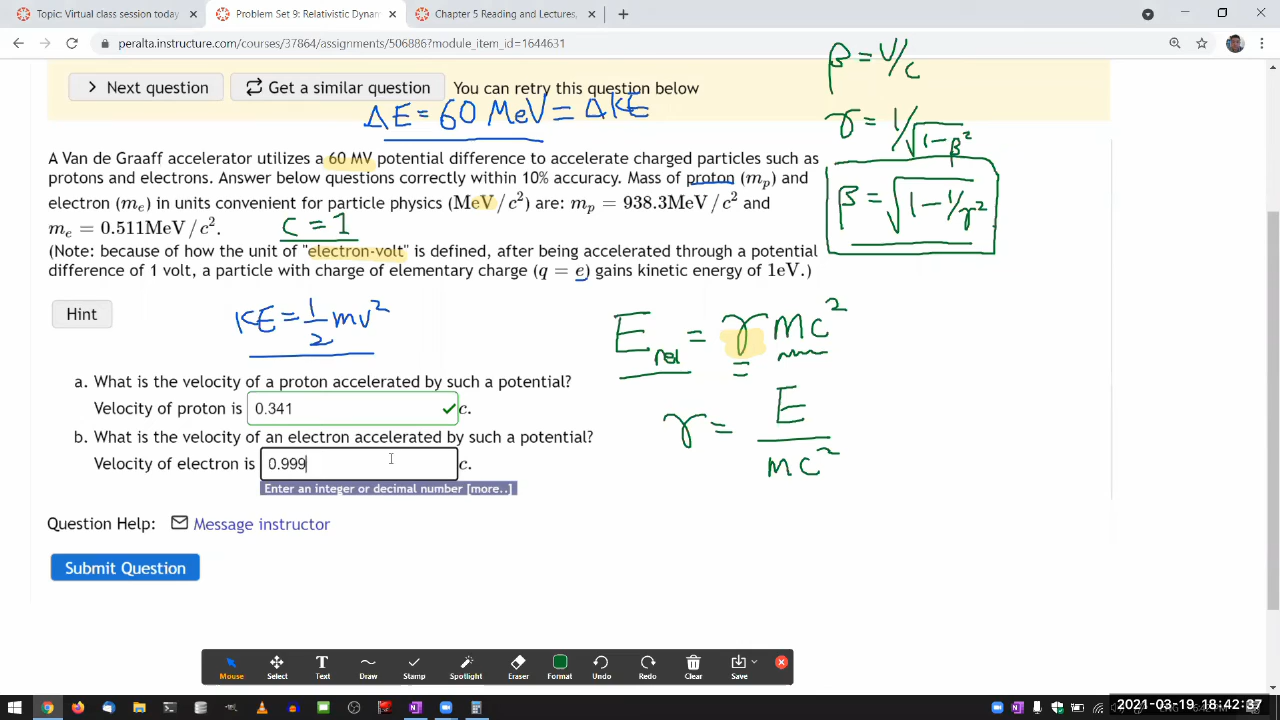 Topic Virtual class session today
Problem Set 9: Relativistic Dyna
Chapter 5 Reading and Lectures,
peralta.instructure.com/courses/37864/assignments/506886?module_item_id=1644631
Next question
Get a similar question
You can retry this question below
ΔE = 60 MeV = ΔKE
β = v/c
γ = 1/√1-β²
β = √1 - 1/γ²
A Van de Graaff accelerator utilizes a 60 MV potential difference to accelerate charged particles such as
protons and electrons. Answer below questions correctly within 10% accuracy. Mass of proton (m_p) and
electron (m_e) in units convenient for particle physics (MeV/c²) are: m_p = 938.3MeV/c² and
m_e = 0.511MeV/c².
c = 1
(Note: because of how the unit of "electron-volt" is defined, after being accelerated through a potential
difference of 1 volt, a particle with charge of elementary charge (q = e) gains kinetic energy of 1eV.)
Hint
KE = 1/2 mv²
E_rel = γ mc²
γ = E/mc²
a. What is the velocity of a proton accelerated by such a potential?
Velocity of proton is 0.341 c.
b. What is the velocity of an electron accelerated by such a potential?
Velocity of electron is 0.999 c.
Enter an integer or decimal number [more..]
Question Help: Message instructor
Submit Question
Mouse Select Text Draw Stamp Spotlight Eraser Format Undo Redo Clear Save
2021-03-19 18:42:37